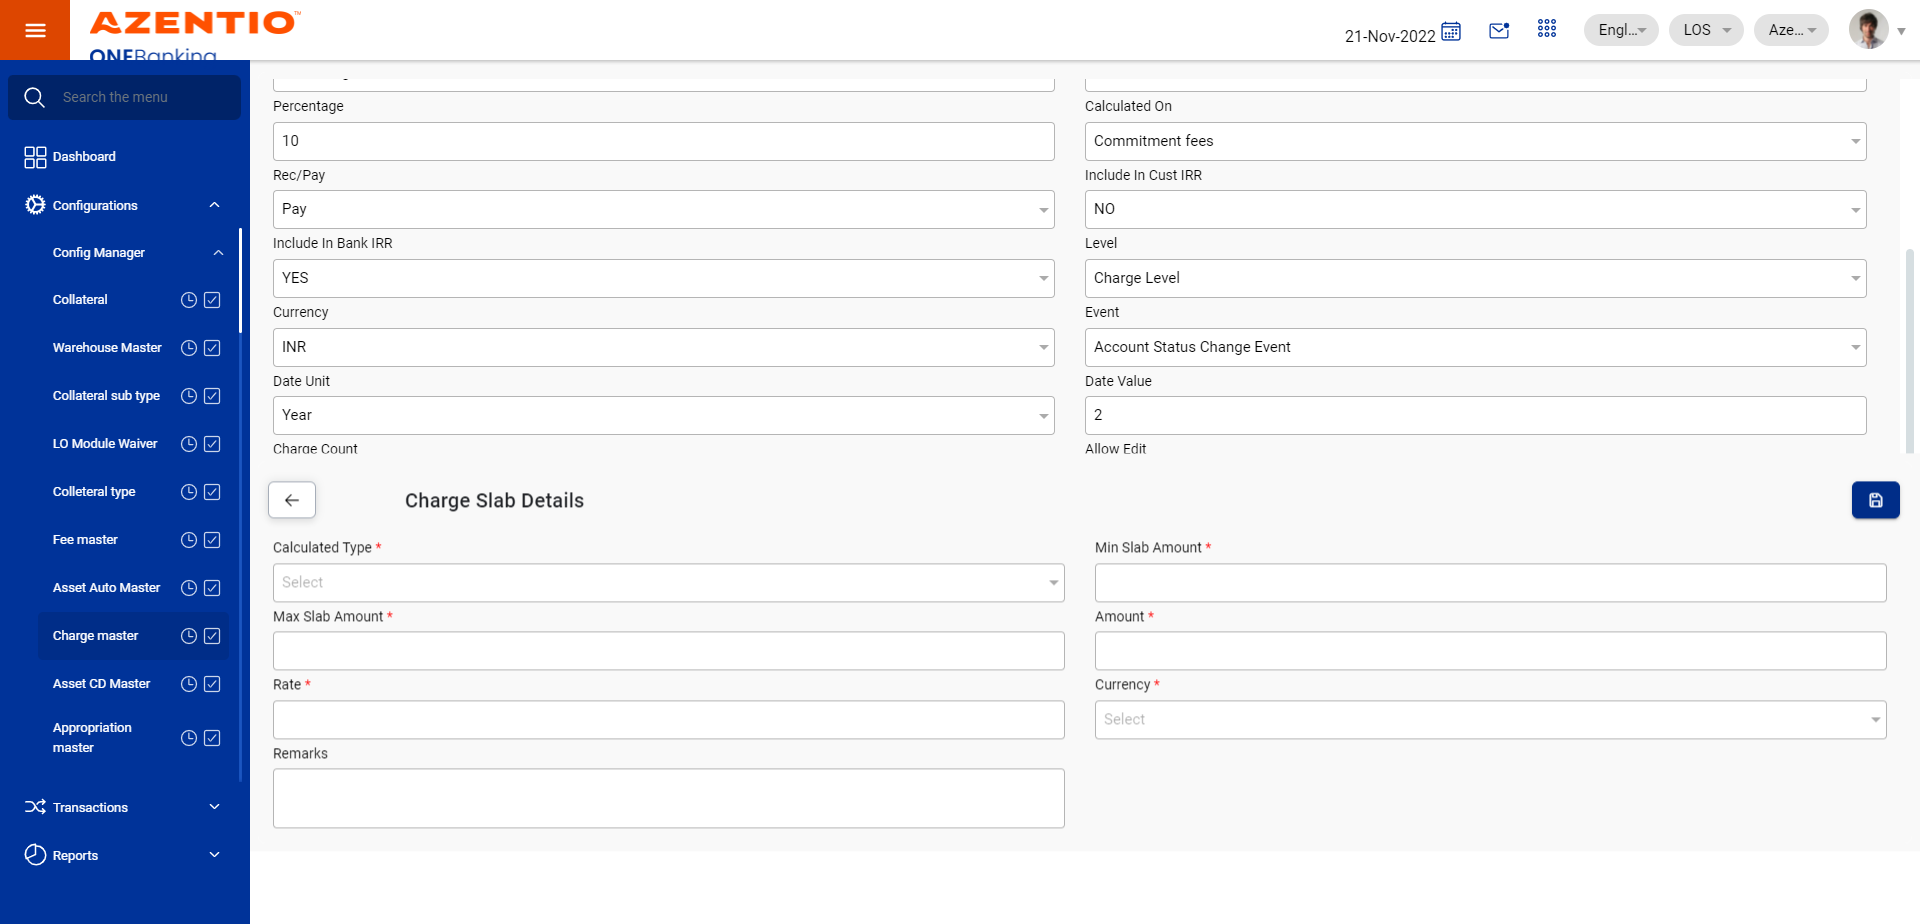 AZENTIO™
ONEBanking
21-Nov-2022
Engl...
LOS
Aze...
Search the menu
Dashboard
Configurations
Config Manager
Collateral
Warehouse Master
Collateral sub type
LO Module Waiver
Colleteral type
Fee master
Asset Auto Master
Charge master
Asset CD Master
Appropriation
master
Transactions
Reports
Percentage
Calculated On
10
Commitment fees
Rec/Pay
Include In Cust IRR
Pay
NO
Include In Bank IRR
Level
YES
Charge Level
Currency
Event
INR
Account Status Change Event
Date Unit
Date Value
Year
2
Charge Count
Allow Edit
Charge Slab Details
Calculated Type *
Min Slab Amount *
Select
Max Slab Amount *
Amount *
Rate *
Currency *
Select
Remarks